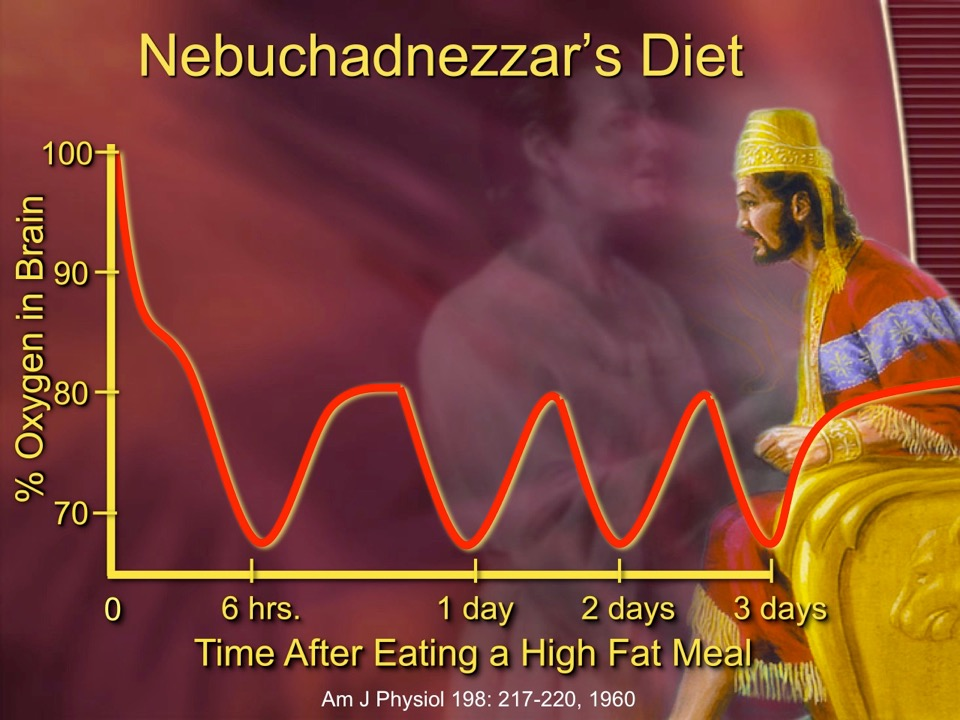 Nebuchadnezzar’s Diet
% Oxygen in Brain
100
90
80
70
0 6 hrs. 1 day 2 days 3 days
Time After Eating a High Fat Meal
Am J Physiol 198: 217-220, 1960